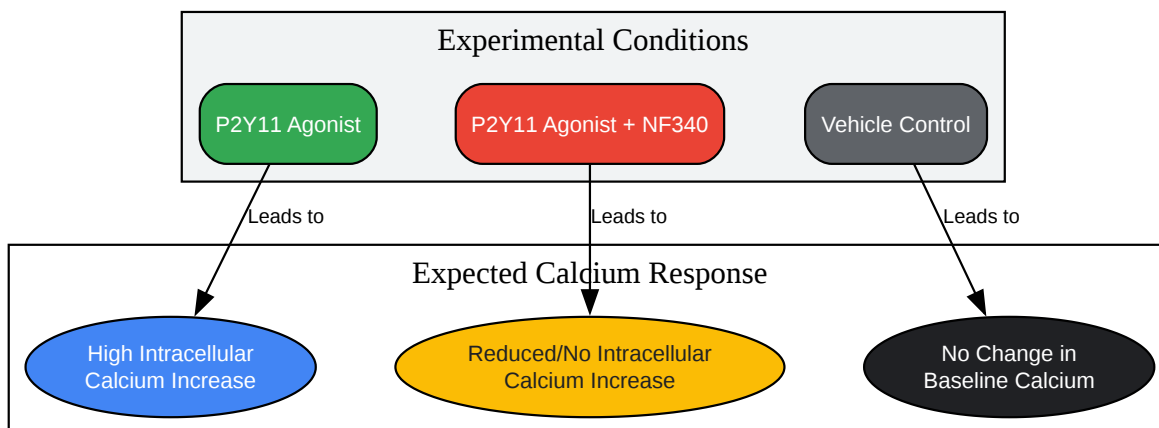 Experimental Conditions
P2Y11 Agonist
P2Y11 Agonist + NF340
Vehicle Control
Leads to
Leads to
Leads to
Expected Calcium Response
High Intracellular
Calcium Increase
Reduced/No Intracellular
Calcium Increase
No Change in
Baseline Calcium